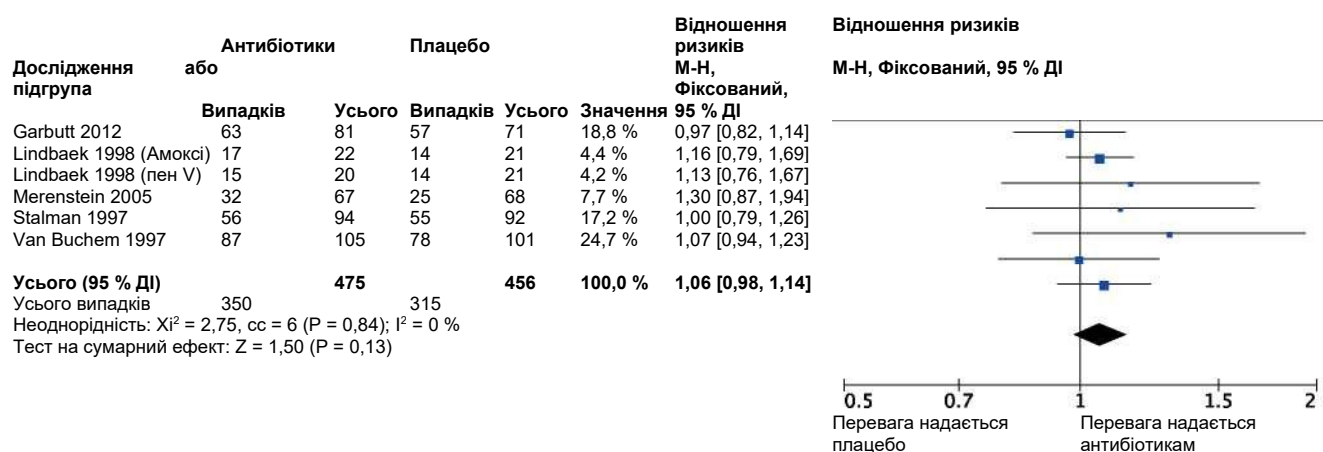 Антибіотики Плацебо Відношення ризиків М-Н, Фіксований, 95 % ДІ Відношення ризиків
Дослідження або підгрупа М-Н, Фіксований, 95 % ДІ
Випадків Усього Випадків Усього Значення
Garbutt 2012 63 81 57 71 18,8 % 0,97 [0,82, 1,14]
Lindbaek 1998 (Амоксі) 17 22 14 21 4,4 % 1,16 [0,79, 1,69]
Lindbaek 1998 (пен V) 15 20 14 21 4,2 % 1,13 [0,76, 1,67]
Merenstein 2005 32 67 25 68 7,7 % 1,30 [0,87, 1,94]
Stalman 1997 56 94 55 92 17,2 % 1,00 [0,79, 1,26]
Van Buchem 1997 87 105 78 101 24,7 % 1,07 [0,94, 1,23]
Усього (95 % ДІ) 475 456 100,0 % 1,06 [0,98, 1,14]
Усього випадків 350 315
Неоднорідність: Xi² = 2,75, сс = 6 (P = 0,84); I² = 0 %
Тест на сумарний ефект: Z = 1,50 (P = 0,13)
0.5 0.7 1 1.5 2
Перевага надається плацебо
Перевага надається антибіотикам